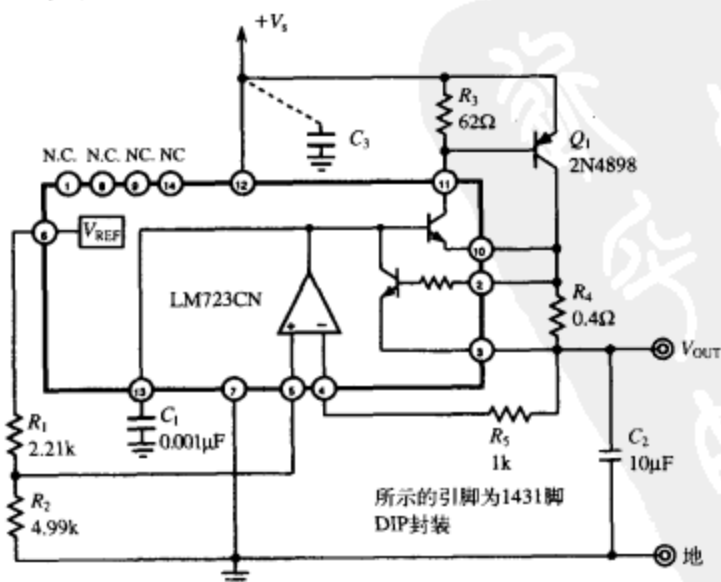 +Vs
R3
62Ω
C3
Q1
2N4898
N.C. N.C. NC. NC
1 8 9 14 12 11
6 VREF
10
LM723CN
2
R4
0.4Ω
+ −
3
VOUT
13 7 5 4
R1
2.21k
C1
0.001μF
R5
1k
C2
10μF
R2
4.99k
所示的引脚为1431脚
DIP封装
地